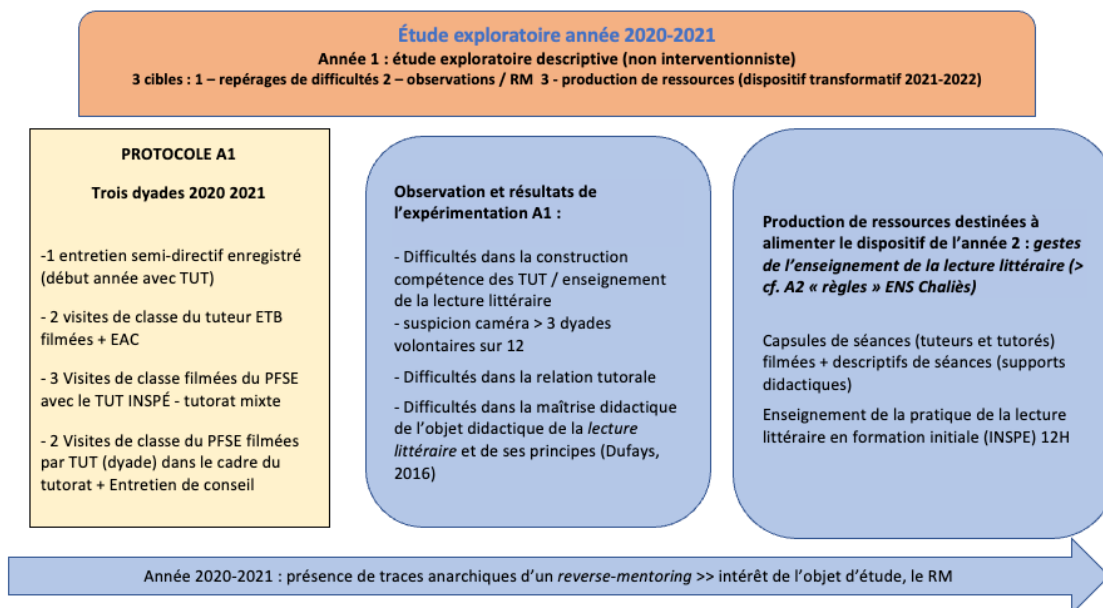 Étude exploratoire année 2020-2021
Année 1 : étude exploratoire descriptive (non interventionniste)
3 cibles : 1 – repérages de difficultés 2 – observations / RM 3 - production de ressources (dispositif transformatif 2021-2022)
PROTOCOLE A1
Trois dyades 2020 2021
-1 entretien semi-directif enregistré
(début année avec TUT)
- 2 visites de classe du tuteur ETB
filmées + EAC
- 3 Visites de classe filmées du PFSE
avec le TUT INSPÉ - tutorat mixte
- 2 Visites de classe du PFSE filmées
par TUT (dyade) dans le cadre du
tutorat + Entretien de conseil
Observation et résultats de
l’expérimentation A1 :
- Difficultés dans la construction
compétence des TUT / enseignement
de la lecture littéraire
- suspicion caméra > 3 dyades
volontaires sur 12
- Difficultés dans la relation tutorale
- Difficultés dans la maîtrise didactique
de l’objet didactique de la lecture
littéraire et de ses principes (Dufays,
2016)
Production de ressources destinées à
alimenter le dispositif de l’année 2 : gestes
de l’enseignement de la lecture littéraire (>
cf. A2 « règles » ENS Chaliès)
Capsules de séances (tuteurs et tutorés)
filmées + descriptifs de séances (supports
didactiques)
Enseignement de la pratique de la lecture
littéraire en formation initiale (INSPE) 12H
Année 2020-2021 : présence de traces anarchiques d’un reverse-mentoring >> intérêt de l’objet d’étude, le RM